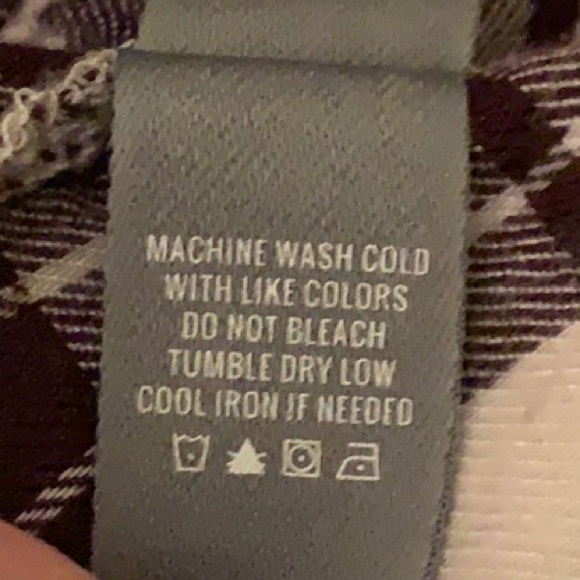 MACHINE WASH COLD
WITH LIKE COLORS
DO NOT BLEACH
TUMBLE DRY LOW
COOL IRON IF NEEDED